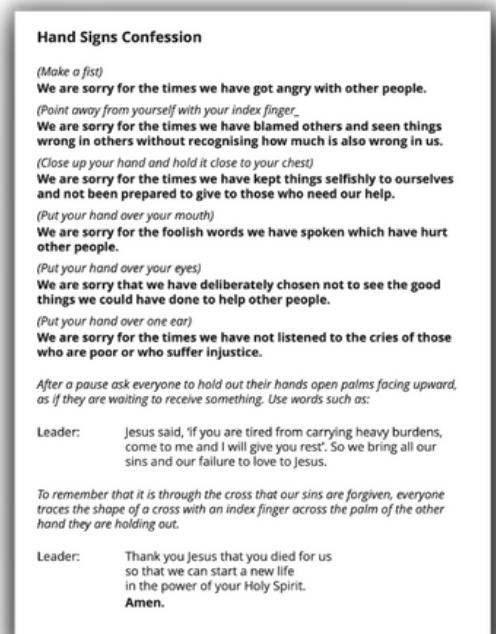 Hand Signs Confession
(Make a fist)
We are sorry for the times we have got angry with other people.
(Point away from yourself with your index finger_
We are sorry for the times we have blamed others and seen things
wrong in others without recognising how much is also wrong in us.
(Close up your hand and hold it close to your chest)
We are sorry for the times we have kept things selfishly to ourselves
and not been prepared to give to those who need our help.
(Put your hand over your mouth)
We are sorry for the foolish words we have spoken which have hurt
other people.
(Put your hand over your eyes)
We are sorry that we have deliberately chosen not to see the good
things we could have done to help other people.
(Put your hand over one ear)
We are sorry for the times we have not listened to the cries of those
who are poor or who suffer injustice.
After a pause ask everyone to hold out their hands open palms facing upward,
as if they are waiting to receive something. Use words such as:
Leader: Jesus said, ‘if you are tired from carrying heavy burdens,
come to me and I will give you rest’. So we bring all our
sins and our failure to love to Jesus.
To remember that it is through the cross that our sins are forgiven, everyone
traces the shape of a cross with an index finger across the palm of the other
hand they are holding out.
Leader: Thank you Jesus that you died for us
so that we can start a new life
in the power of your Holy Spirit.
Amen.